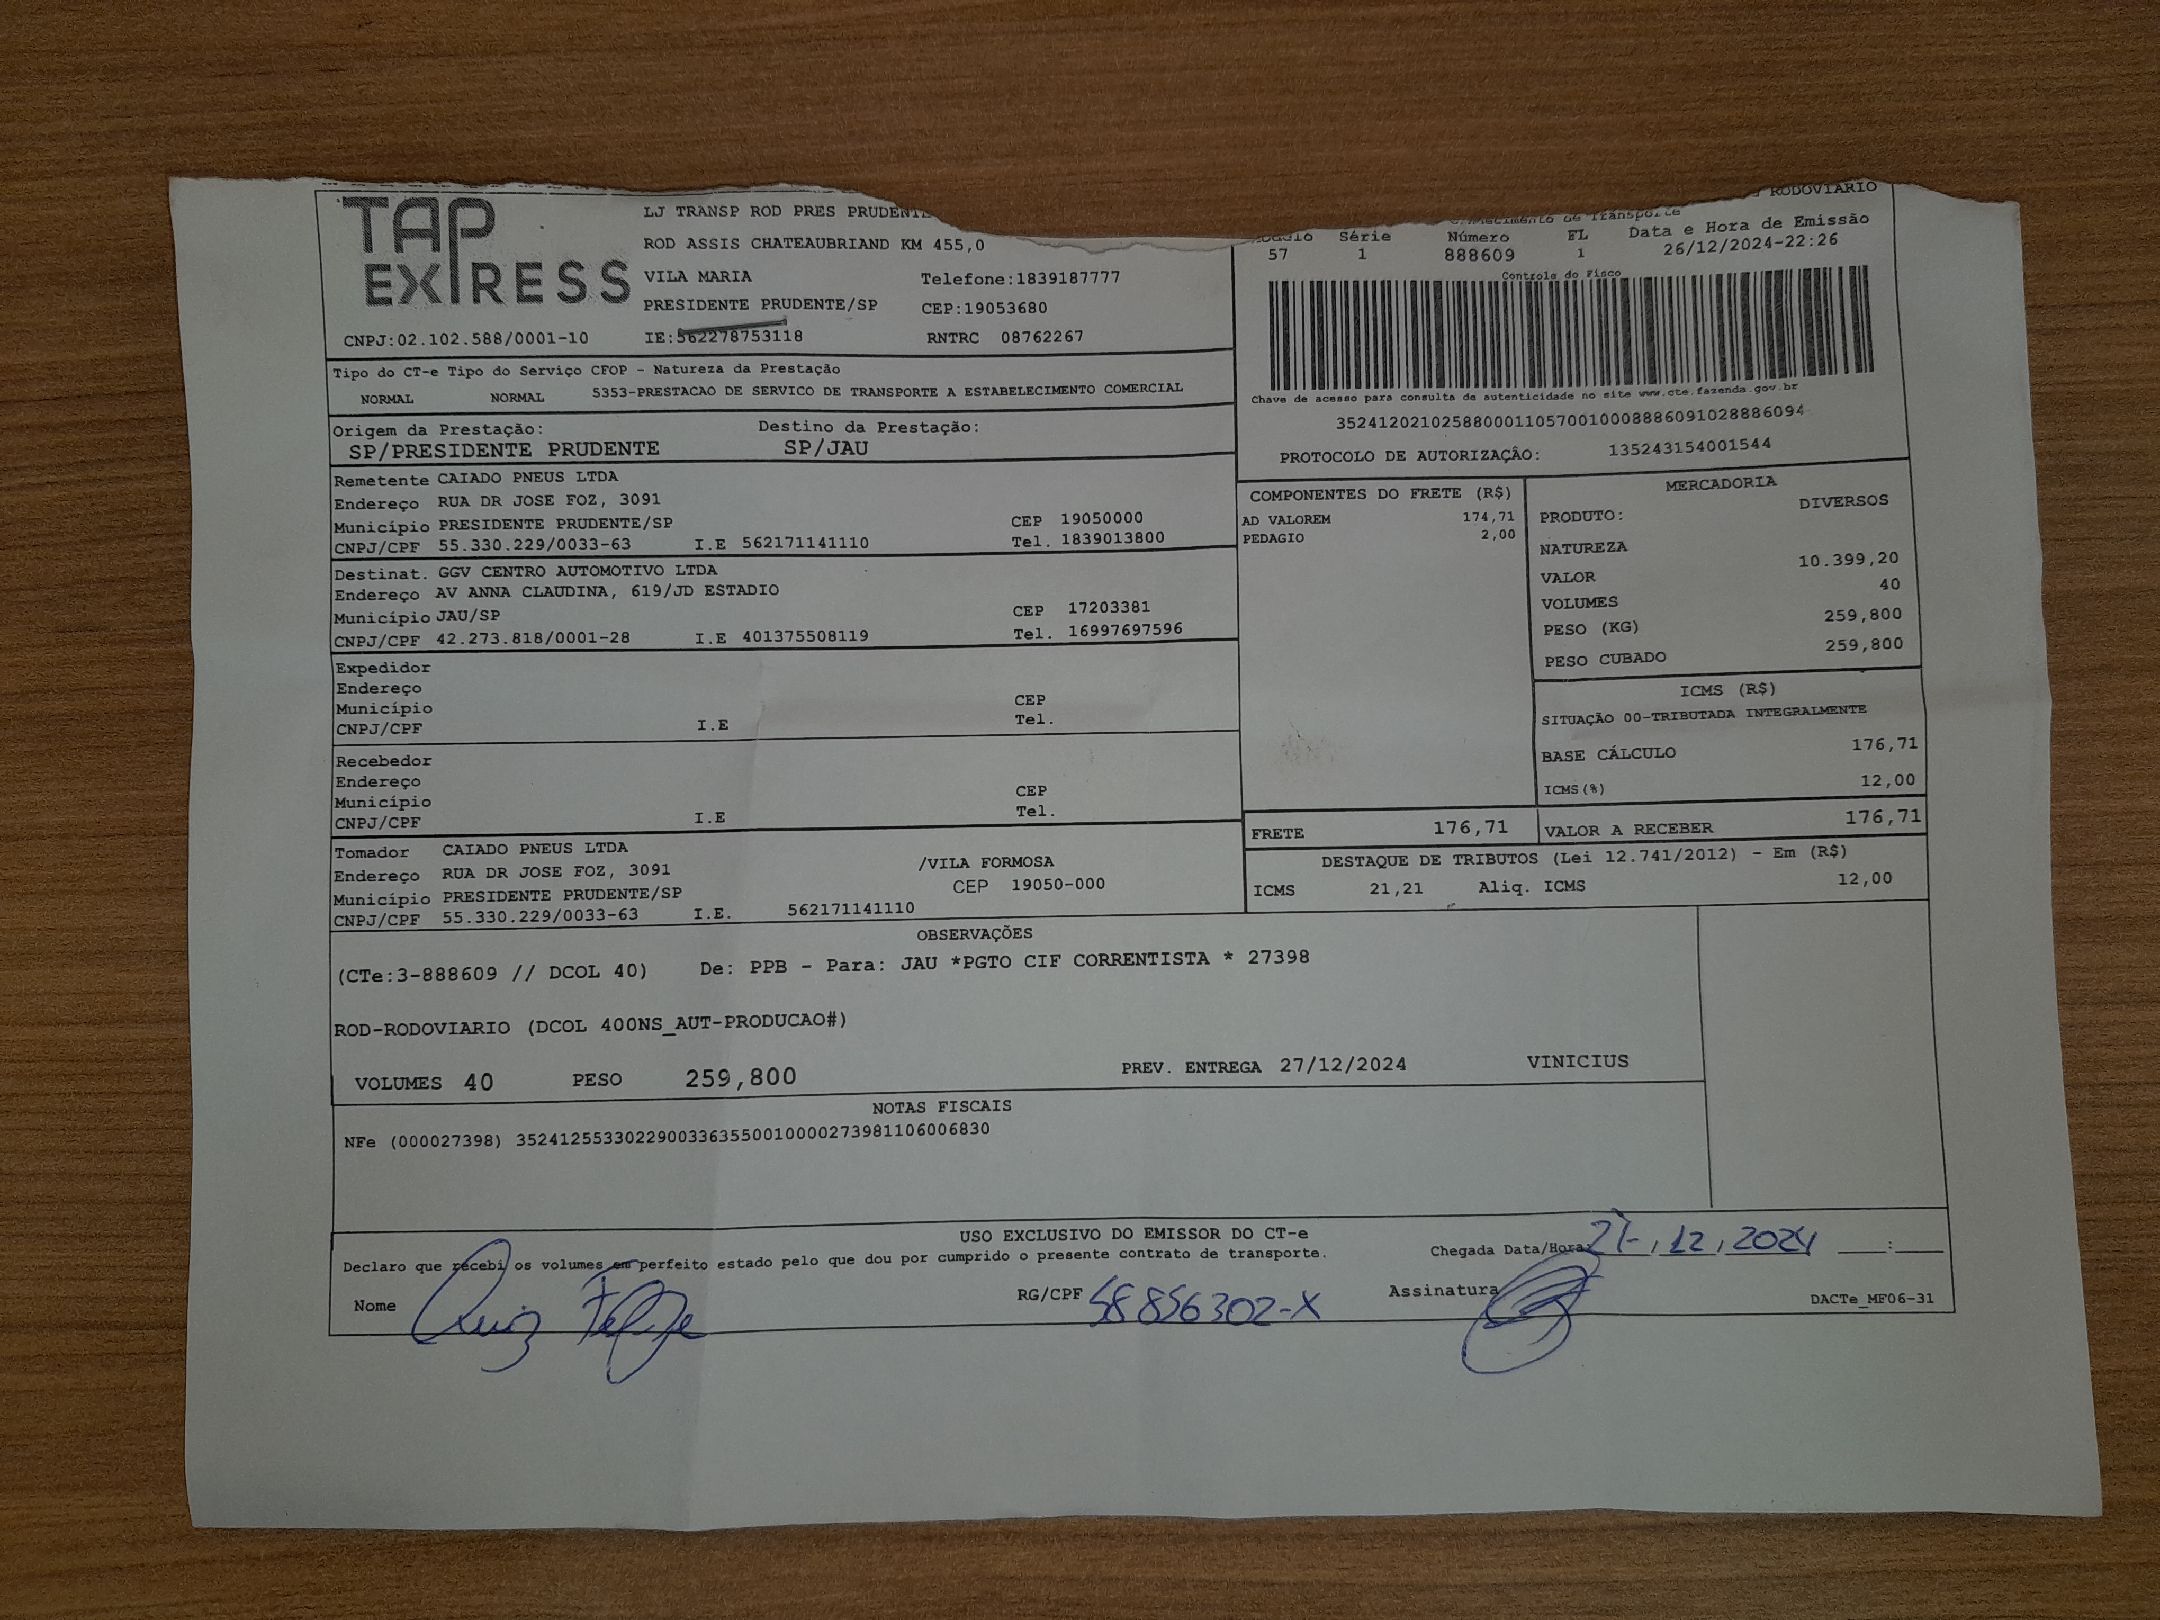 TAP
EXPRESS
LJ TRANSP ROD PRES PRUDENTE
ROD ASSIS CHATEAUBRIAND KM 455,0
VILA MARIA Telefone:1839187777
PRESIDENTE PRUDENTE/SP CEP:19053680
CNPJ:02.102.588/0001-10 IE:562278753118 RNTRC 08762267
RODOVIARIO
Conhecimento de Transporte
Modelo Série Número FL Data e Hora de Emissão
57 1 888609 1 26/12/2024-22:26
Controle do Fisco
Chave de acesso para consulta de autenticidade no site www.cte.fazenda.gov.br
35241202102588000110570010008886091028886094
PROTOCOLO DE AUTORIZAÇÃO: 135243154001544
Tipo do CT-e Tipo do Serviço CFOP - Natureza da Prestação
NORMAL NORMAL 5353-PRESTACAO DE SERVICO DE TRANSPORTE A ESTABELECIMENTO COMERCIAL
Origem da Prestação: Destino da Prestação:
SP/PRESIDENTE PRUDENTE SP/JAU
Remetente CAIADO PNEUS LTDA
Endereço RUA DR JOSE FOZ, 3091
Município PRESIDENTE PRUDENTE/SP CEP 19050000
CNPJ/CPF 55.330.229/0033-63 I.E 562171141110 Tel. 1839013800
Destinat. GGV CENTRO AUTOMOTIVO LTDA
Endereço AV ANNA CLAUDINA, 619/JD ESTADIO
Município JAU/SP CEP 17203381
CNPJ/CPF 42.273.818/0001-28 I.E 401375508119 Tel. 16997697596
Expedidor
Endereço
Município CEP
CNPJ/CPF I.E Tel.
Recebedor
Endereço
Município CEP
CNPJ/CPF I.E Tel.
Tomador CAIADO PNEUS LTDA
Endereço RUA DR JOSE FOZ, 3091 /VILA FORMOSA
Município PRESIDENTE PRUDENTE/SP CEP 19050-000
CNPJ/CPF 55.330.229/0033-63 I.E. 562171141110
COMPONENTES DO FRETE (R$)
AD VALOREM 174,71
PEDAGIO 2,00
MERCADORIA
PRODUTO: DIVERSOS
NATUREZA
VALOR 10.399,20
VOLUMES 40
PESO (KG) 259,800
PESO CUBADO 259,800
ICMS (R$)
SITUAÇÃO 00-TRIBUTADA INTEGRALMENTE
BASE CÁLCULO 176,71
ICMS(%) 12,00
FRETE 176,71 VALOR A RECEBER 176,71
DESTAQUE DE TRIBUTOS (Lei 12.741/2012) - Em (R$)
ICMS 21,21 Aliq. ICMS 12,00
OBSERVAÇÕES
(CTe:3-888609 // DCOL 40) De: PPB - Para: JAU *PGTO CIF CORRENTISTA * 27398
ROD-RODOVIARIO (DCOL 400NS_AUT-PRODUCAO#)
VOLUMES 40 PESO 259,800 PREV. ENTREGA 27/12/2024 VINICIUS
NOTAS FISCAIS
NFe (000027398) 35241255330229003363550010000273981106006830
USO EXCLUSIVO DO EMISSOR DO CT-e
Declaro que recebi os volumes em perfeito estado pelo que dou por cumprido o presente contrato de transporte.
Chegada Data/Hora: 27,12,2024 ___:___
Nome Luiz Felipe RG/CPF 58856302-X Assinatura
DACTe_MF06-31